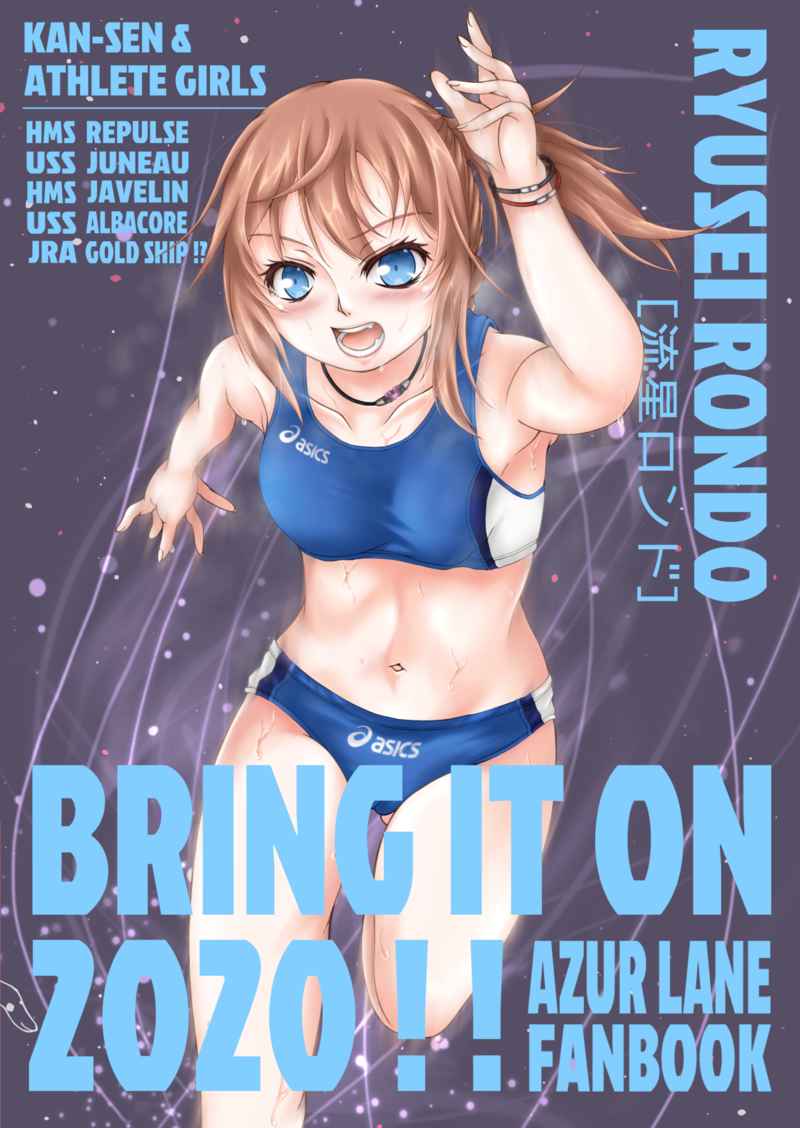 KAN-SEN &
ATHLETE GIRLS
HMS REPULSE
USS JUNEAU
HMS JAVELIN
USS ALBACORE
JRA GOLD SHIP !?
RYUSEI RONDO
[流星ロンド]
asics
asics
BRING IT ON
2020!!
AZUR LANE
FANBOOK